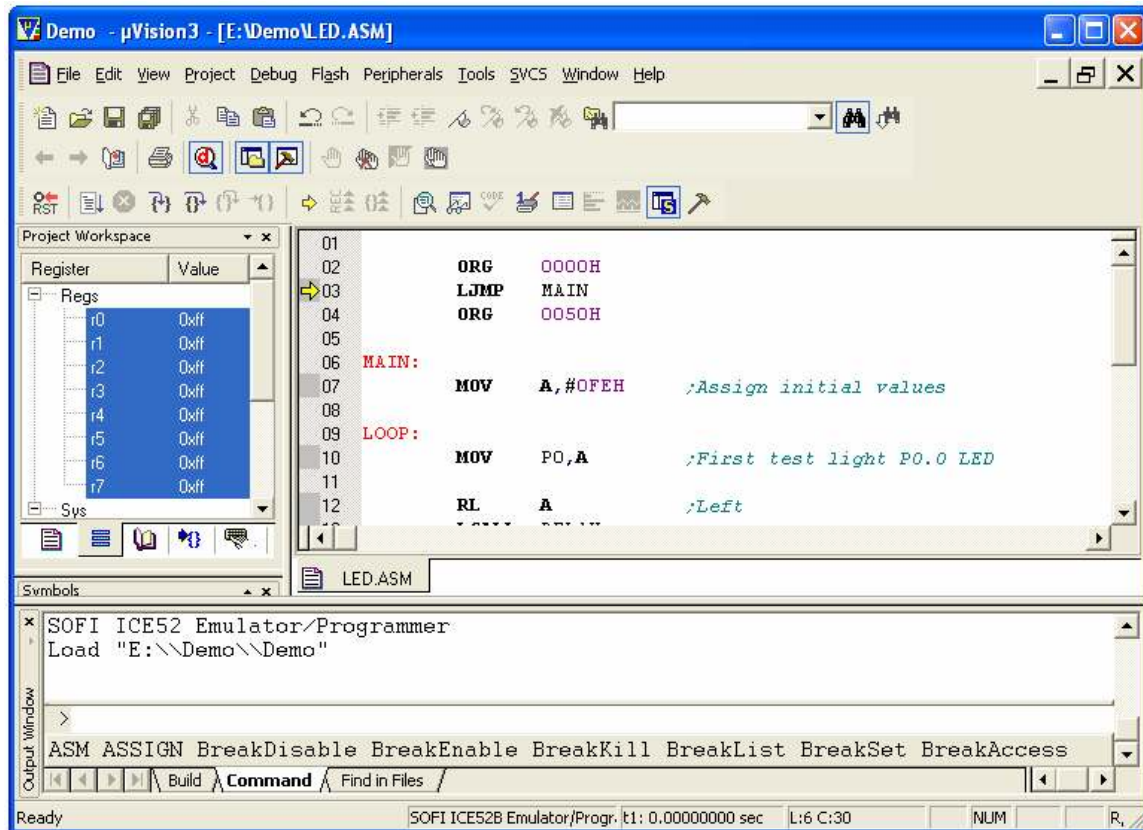 Demo - µVision3 - [E:\Demo\LED.ASM]
File Edit View Project Debug Flash Peripherals Tools SVCS Window Help
RST CODE
Project Workspace
Register Value
Regs
r0 0xff
r1 0xff
r2 0xff
r3 0xff
r4 0xff
r5 0xff
r6 0xff
r7 0xff
Sys
01
02 ORG 0000H
03 LJMP MAIN
04 ORG 0050H
05
06 MAIN:
07 MOV A,#0FEH ;Assign initial values
08
09 LOOP:
10 MOV P0,A ;First test light P0.0 LED
11
12 RL A ;Left
LED.ASM
Symbols
SOFI ICE52 Emulator/Programmer
Load "E:\\Demo\\Demo"
Output Window
>
ASM ASSIGN BreakDisable BreakEnable BreakKill BreakList BreakSet BreakAccess
Build Command Find in Files
Ready SOFI ICE52B Emulator/Progr. t1: 0.00000000 sec L:6 C:30 NUM R,